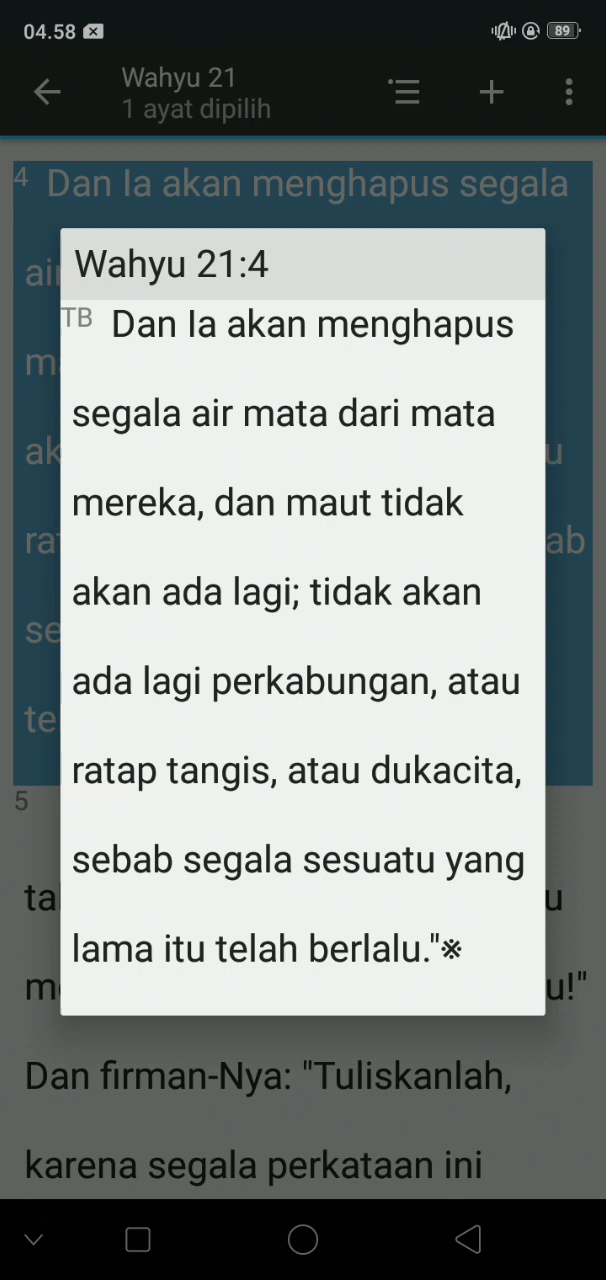 04.58
89
Wahyu 21
1 ayat dipilih
4 Dan Ia akan menghapus segala
Wahyu 21:4
TB Dan Ia akan menghapus
segala air mata dari mata
mereka, dan maut tidak
akan ada lagi; tidak akan
ada lagi perkabungan, atau
ratap tangis, atau dukacita,
sebab segala sesuatu yang
lama itu telah berlalu."※
5
Dan firman-Nya: "Tuliskanlah,
karena segala perkataan ini